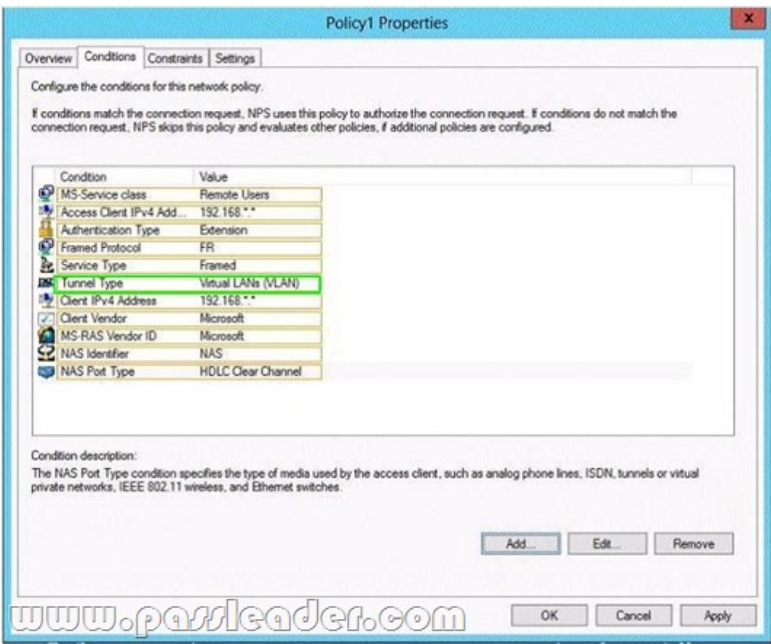 Policy1 Properties
x
Overview Conditions Constraints Settings
Configure the conditions for this network policy.
If conditions match the connection request, NPS uses this policy to authorize the connection request. If conditions do not match the
connection request, NPS skips this policy and evaluates other policies, if additional policies are configured.
Condition Value
MS-Service class Remote Users
Access Client IPv4 Add... 192.168.*.*
Authentication Type Extension
Framed Protocol FR
Service Type Framed
Tunnel Type Virtual LANs (VLAN)
Client IPv4 Address 192.168.*.*
Client Vendor Microsoft
MS-RAS Vendor ID Microsoft
NAS Identifier NAS
NAS Port Type HDLC Clear Channel
Condition description:
The NAS Port Type condition specifies the type of media used by the access client, such as analog phone lines, ISDN, tunnels or virtual
private networks, IEEE 802.11 wireless, and Ethernet switches.
Add... Edit... Remove
OK Cancel Apply
www.passleader.com